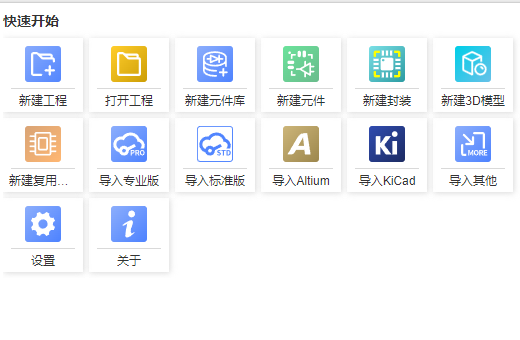 快速开始
新建工程
打开工程
新建元件库
新建元件
新建封装
新建3D模型
新建复用...
PRO
导入专业版
STD
导入标准版
A
导入Altium
Ki
导入KiCad
MORE
导入其他
设置
i
关于